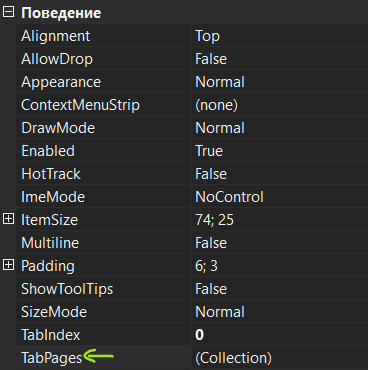 Поведение
Alignment Top
AllowDrop False
Appearance Normal
ContextMenuStrip (none)
DrawMode Normal
Enabled True
HotTrack False
ImeMode NoControl
ItemSize 74; 25
Multiline False
Padding 6; 3
ShowToolTips False
SizeMode Normal
TabIndex 0
TabPages (Collection)